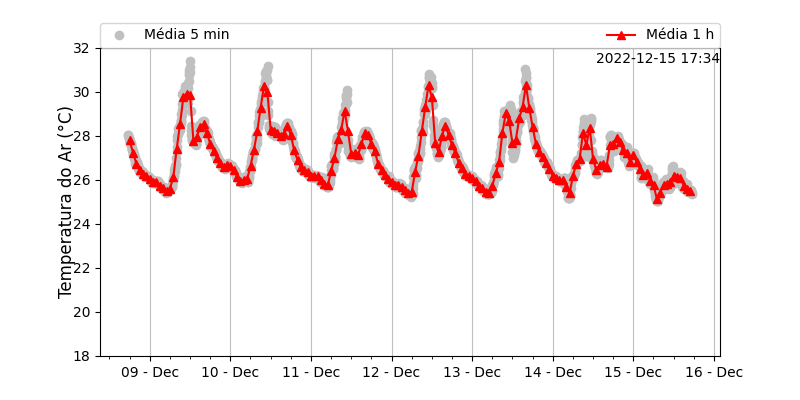 Média 5 min
Média 1 h
2022-12-15 17:34
Temperatura do Ar (°C)
32
30
28
26
24
22
20
18
09 - Dec
10 - Dec
11 - Dec
12 - Dec
13 - Dec
14 - Dec
15 - Dec
16 - Dec